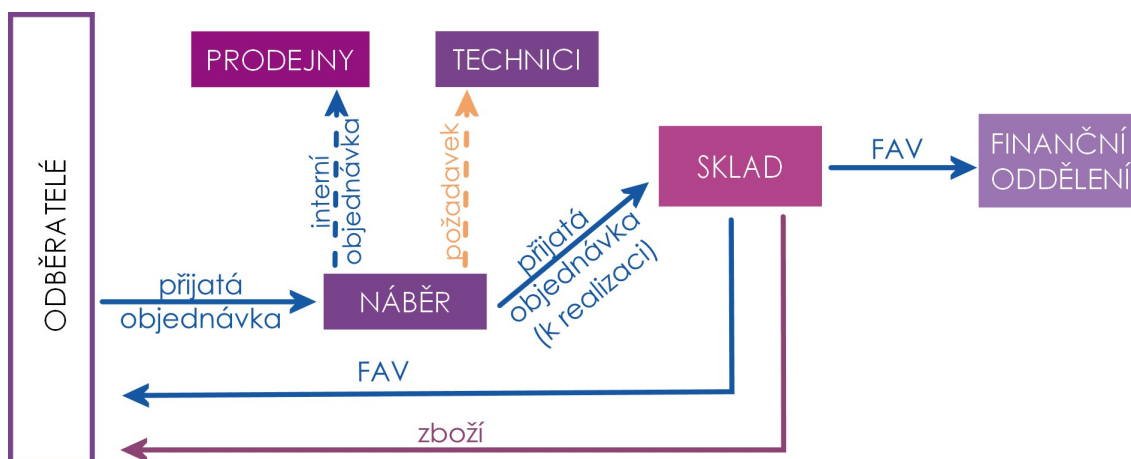 ODBĚRATELÉ
PRODEJNY
TECHNICI
interní
objednávka
požadavek
SKLAD
FAV
FINANČNÍ
ODDĚLENÍ
přijatá
objednávka
NÁBĚR
přijatá
objednávka
(k realizaci)
FAV
zboží